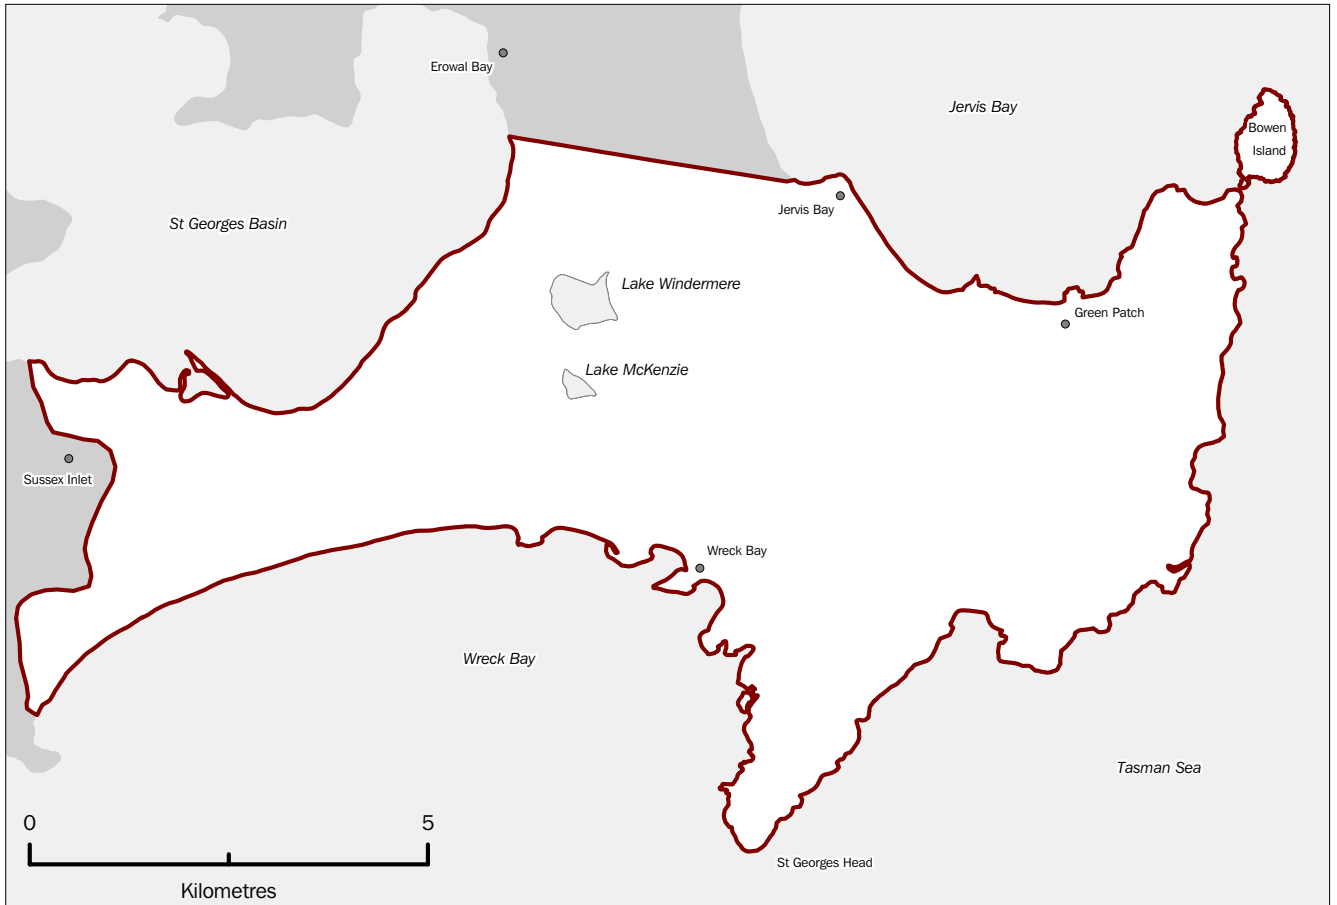 Erowal Bay
Jervis Bay
Bowen
Island
Jervis Bay
St Georges Basin
Lake Windermere
Green Patch
Lake McKenzie
Sussex Inlet
Wreck Bay
Wreck Bay
Tasman Sea
0 5
St Georges Head
Kilometres